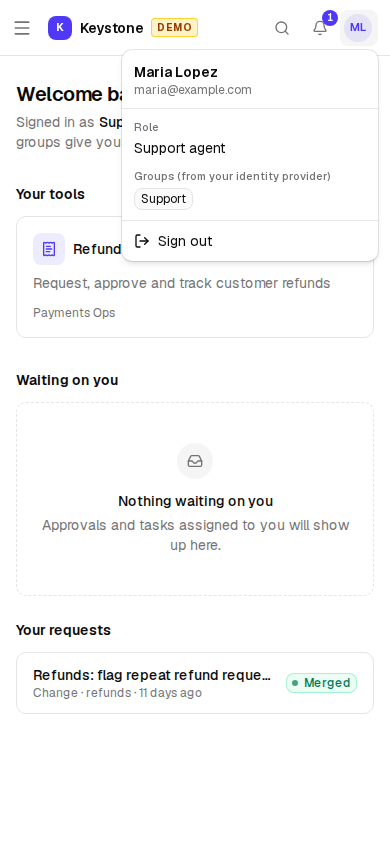 K Keystone DEMO 1 ML
Maria Lopez
maria@example.com
Role
Support agent
Groups (from your identity provider)
Support
Sign out
Welcome
Signed in as
groups give you
Your tools
Refund
Request, approve and track customer refunds
Payments Ops
Waiting on you
Nothing waiting on you
Approvals and tasks assigned to you will show
up here.
Your requests
Refunds: flag repeat refund reque... Merged
Change · refunds · 11 days ago